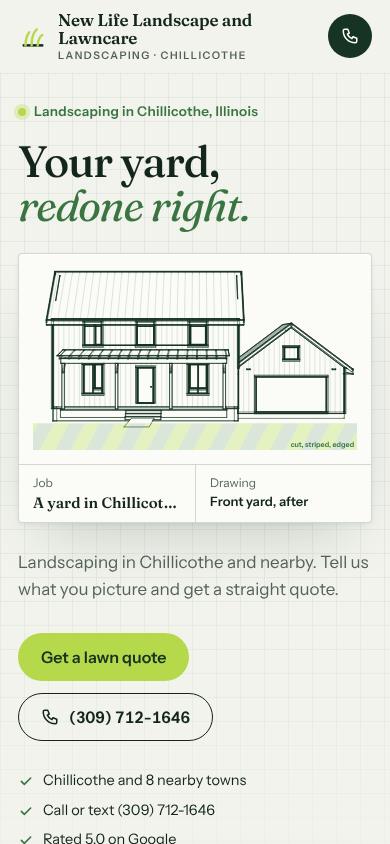 New Life Landscape and
Lawncare
LANDSCAPING · CHILLICOTHE
Landscaping in Chillicothe, Illinois
Your yard,
redone right.
cut, striped, edged
Job
A yard in Chillicot...
Drawing
Front yard, after
Landscaping in Chillicothe and nearby. Tell us
what you picture and get a straight quote.
Get a lawn quote
(309) 712-1646
Chillicothe and 8 nearby towns
Call or text (309) 712-1646
Rated 5.0 on Google